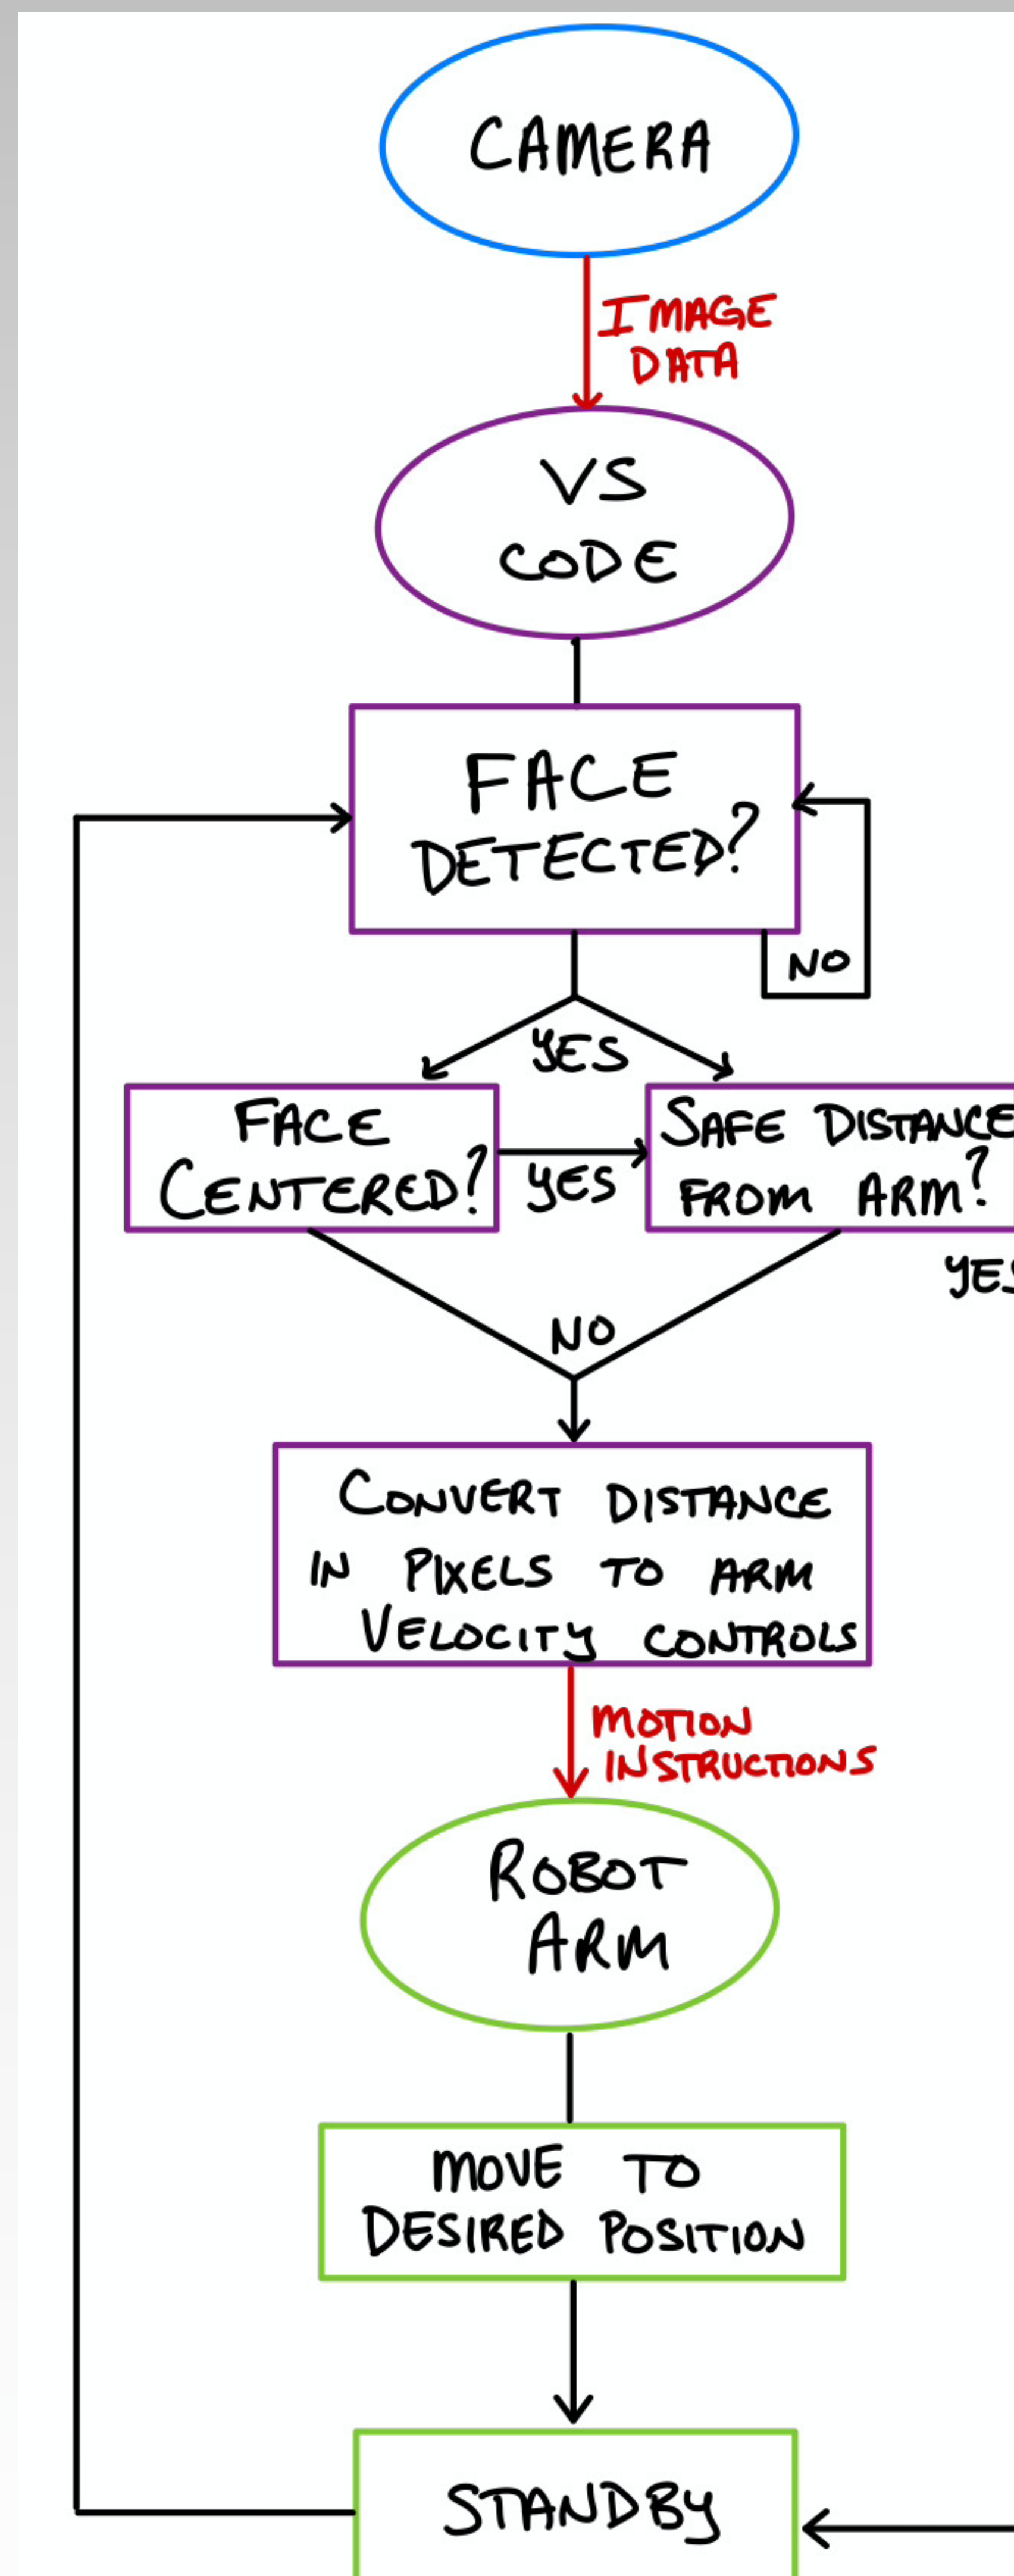 CAMERA
IMAGE
DATA
VS
CODE
FACE
DETECTED?
NO
YES
FACE
CENTERED?
YES
SAFE DISTANCE
FROM ARM?
YES
NO
CONVERT DISTANCE
IN PIXELS TO ARM
VELOCITY CONTROLS
MOTION
INSTRUCTIONS
ROBOT
ARM
MOVE TO
DESIRED POSITION
STANDBY